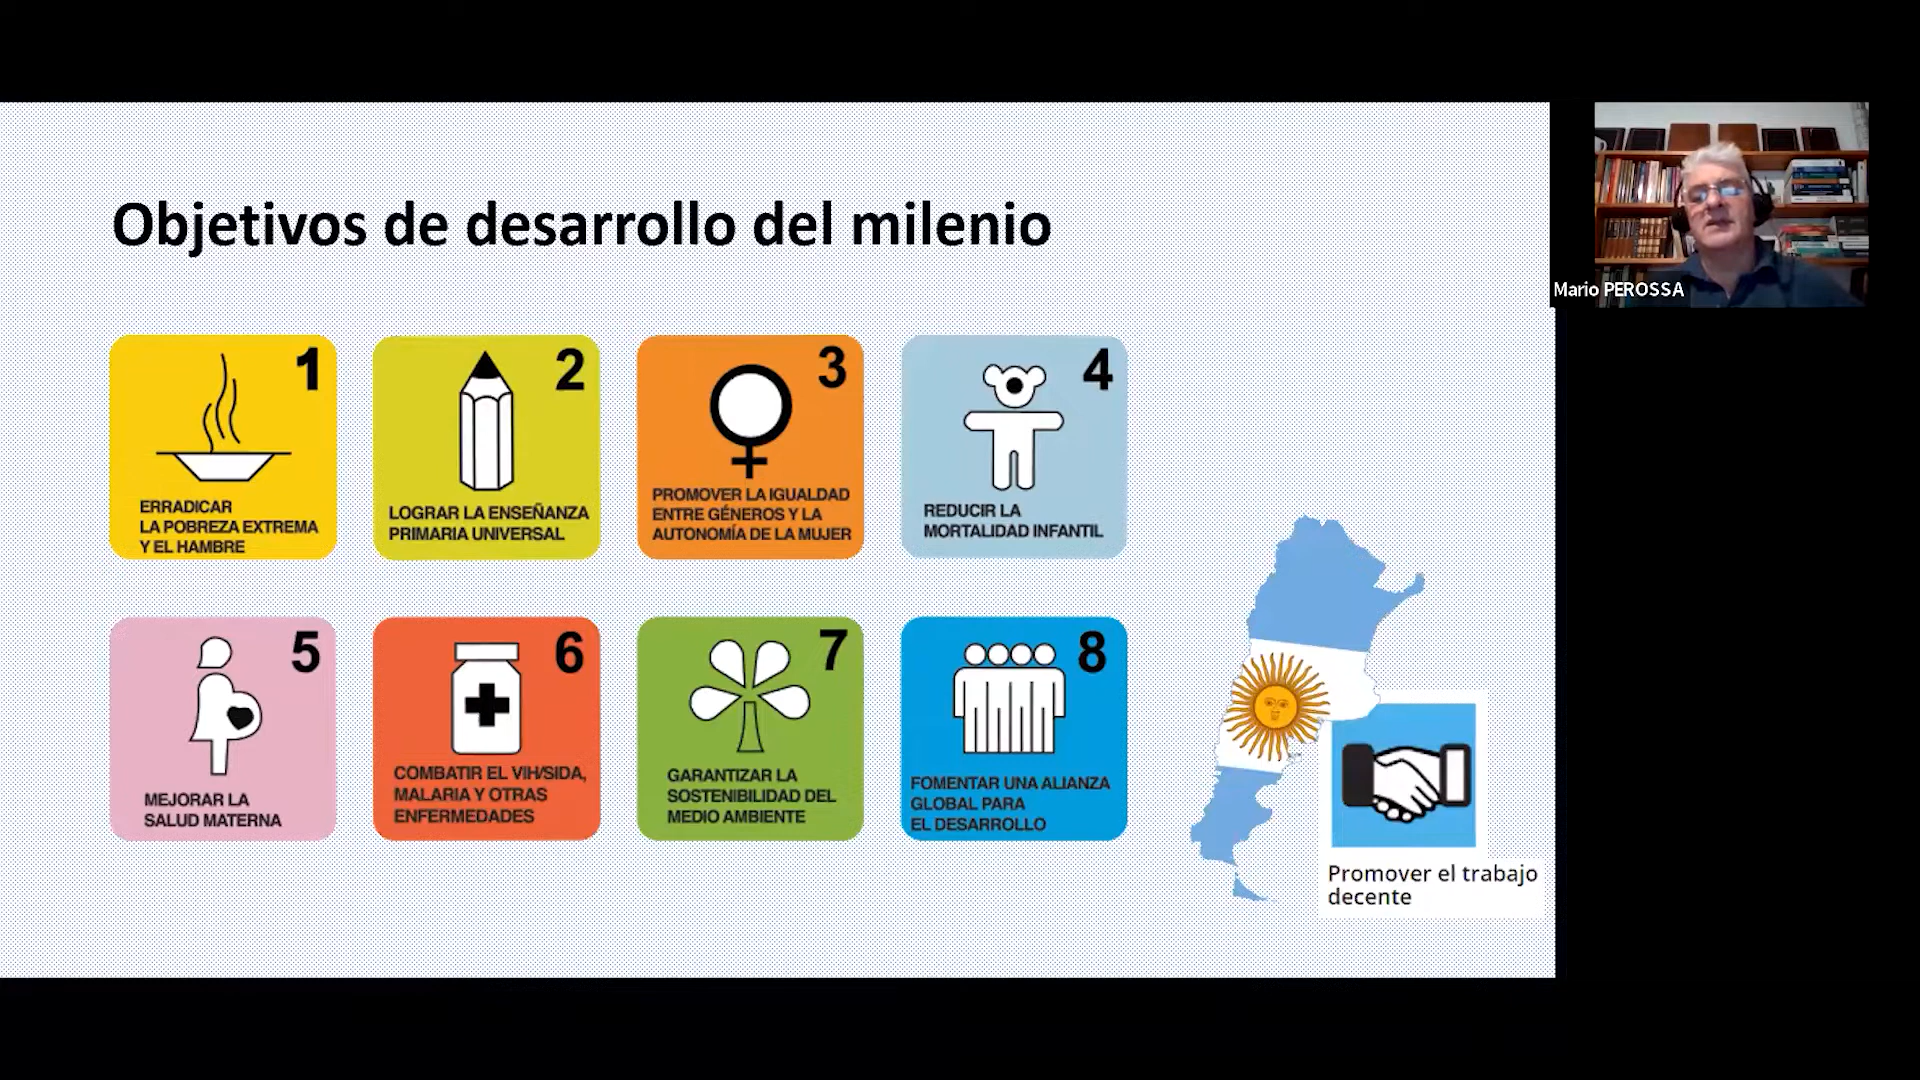 Objetivos de desarrollo del milenio
Mario PEROSSA
1
ERRADICAR
LA POBREZA EXTREMA
Y EL HAMBRE
2
LOGRAR LA ENSEÑANZA
PRIMARIA UNIVERSAL
3
PROMOVER LA IGUALDAD
ENTRE GÉNEROS Y LA
AUTONOMÍA DE LA MUJER
4
REDUCIR LA
MORTALIDAD INFANTIL
5
MEJORAR LA
SALUD MATERNA
6
COMBATIR EL VIH/SIDA,
MALARIA Y OTRAS
ENFERMEDADES
7
GARANTIZAR LA
SOSTENIBILIDAD DEL
MEDIO AMBIENTE
8
FOMENTAR UNA ALIANZA
GLOBAL PARA
EL DESARROLLO
Promover el trabajo
decente